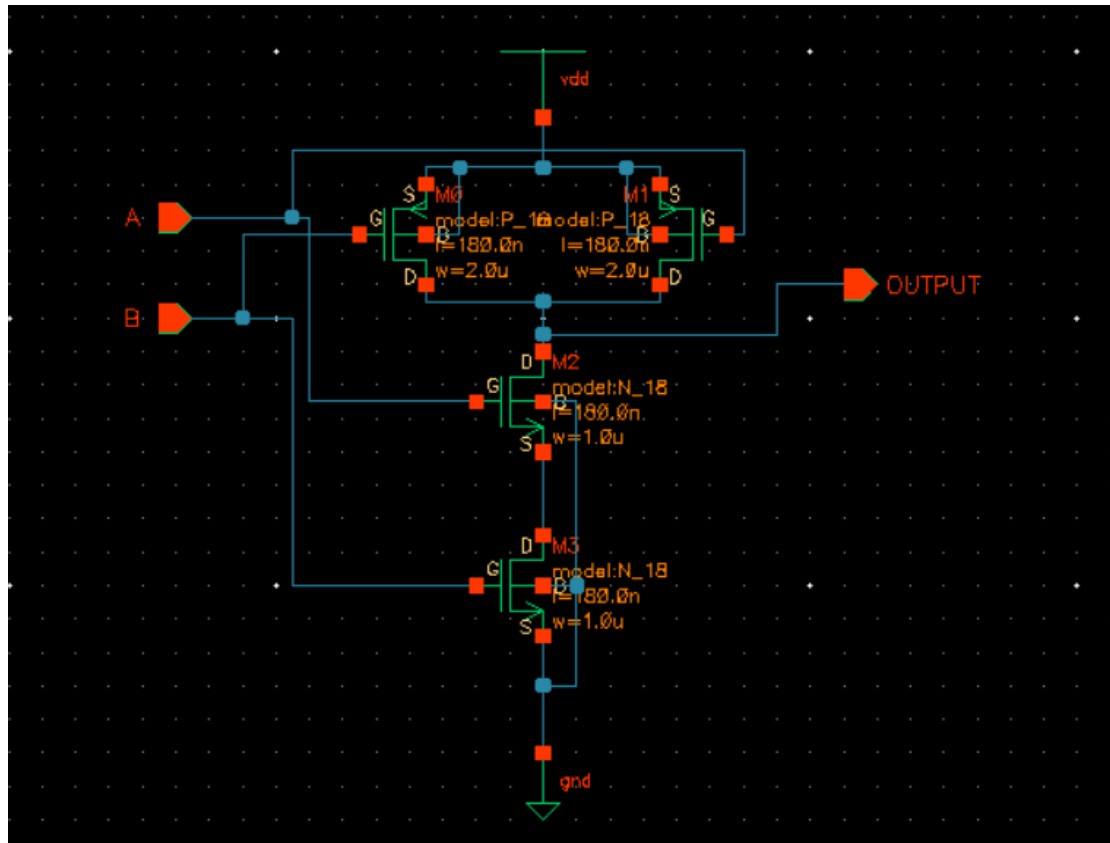 vdd
S
M0
M1
S
A
G
model:P_18
model:P_18
G
B
B
l=180.0n
l=180.0n
D
w=2.0u
w=2.0u
D
OUTPUT
B
D
M2
G
model:N_18
B
l=180.0n
S
w=1.0u
D
M3
G
model:N_18
B
l=180.0n
S
w=1.0u
gnd